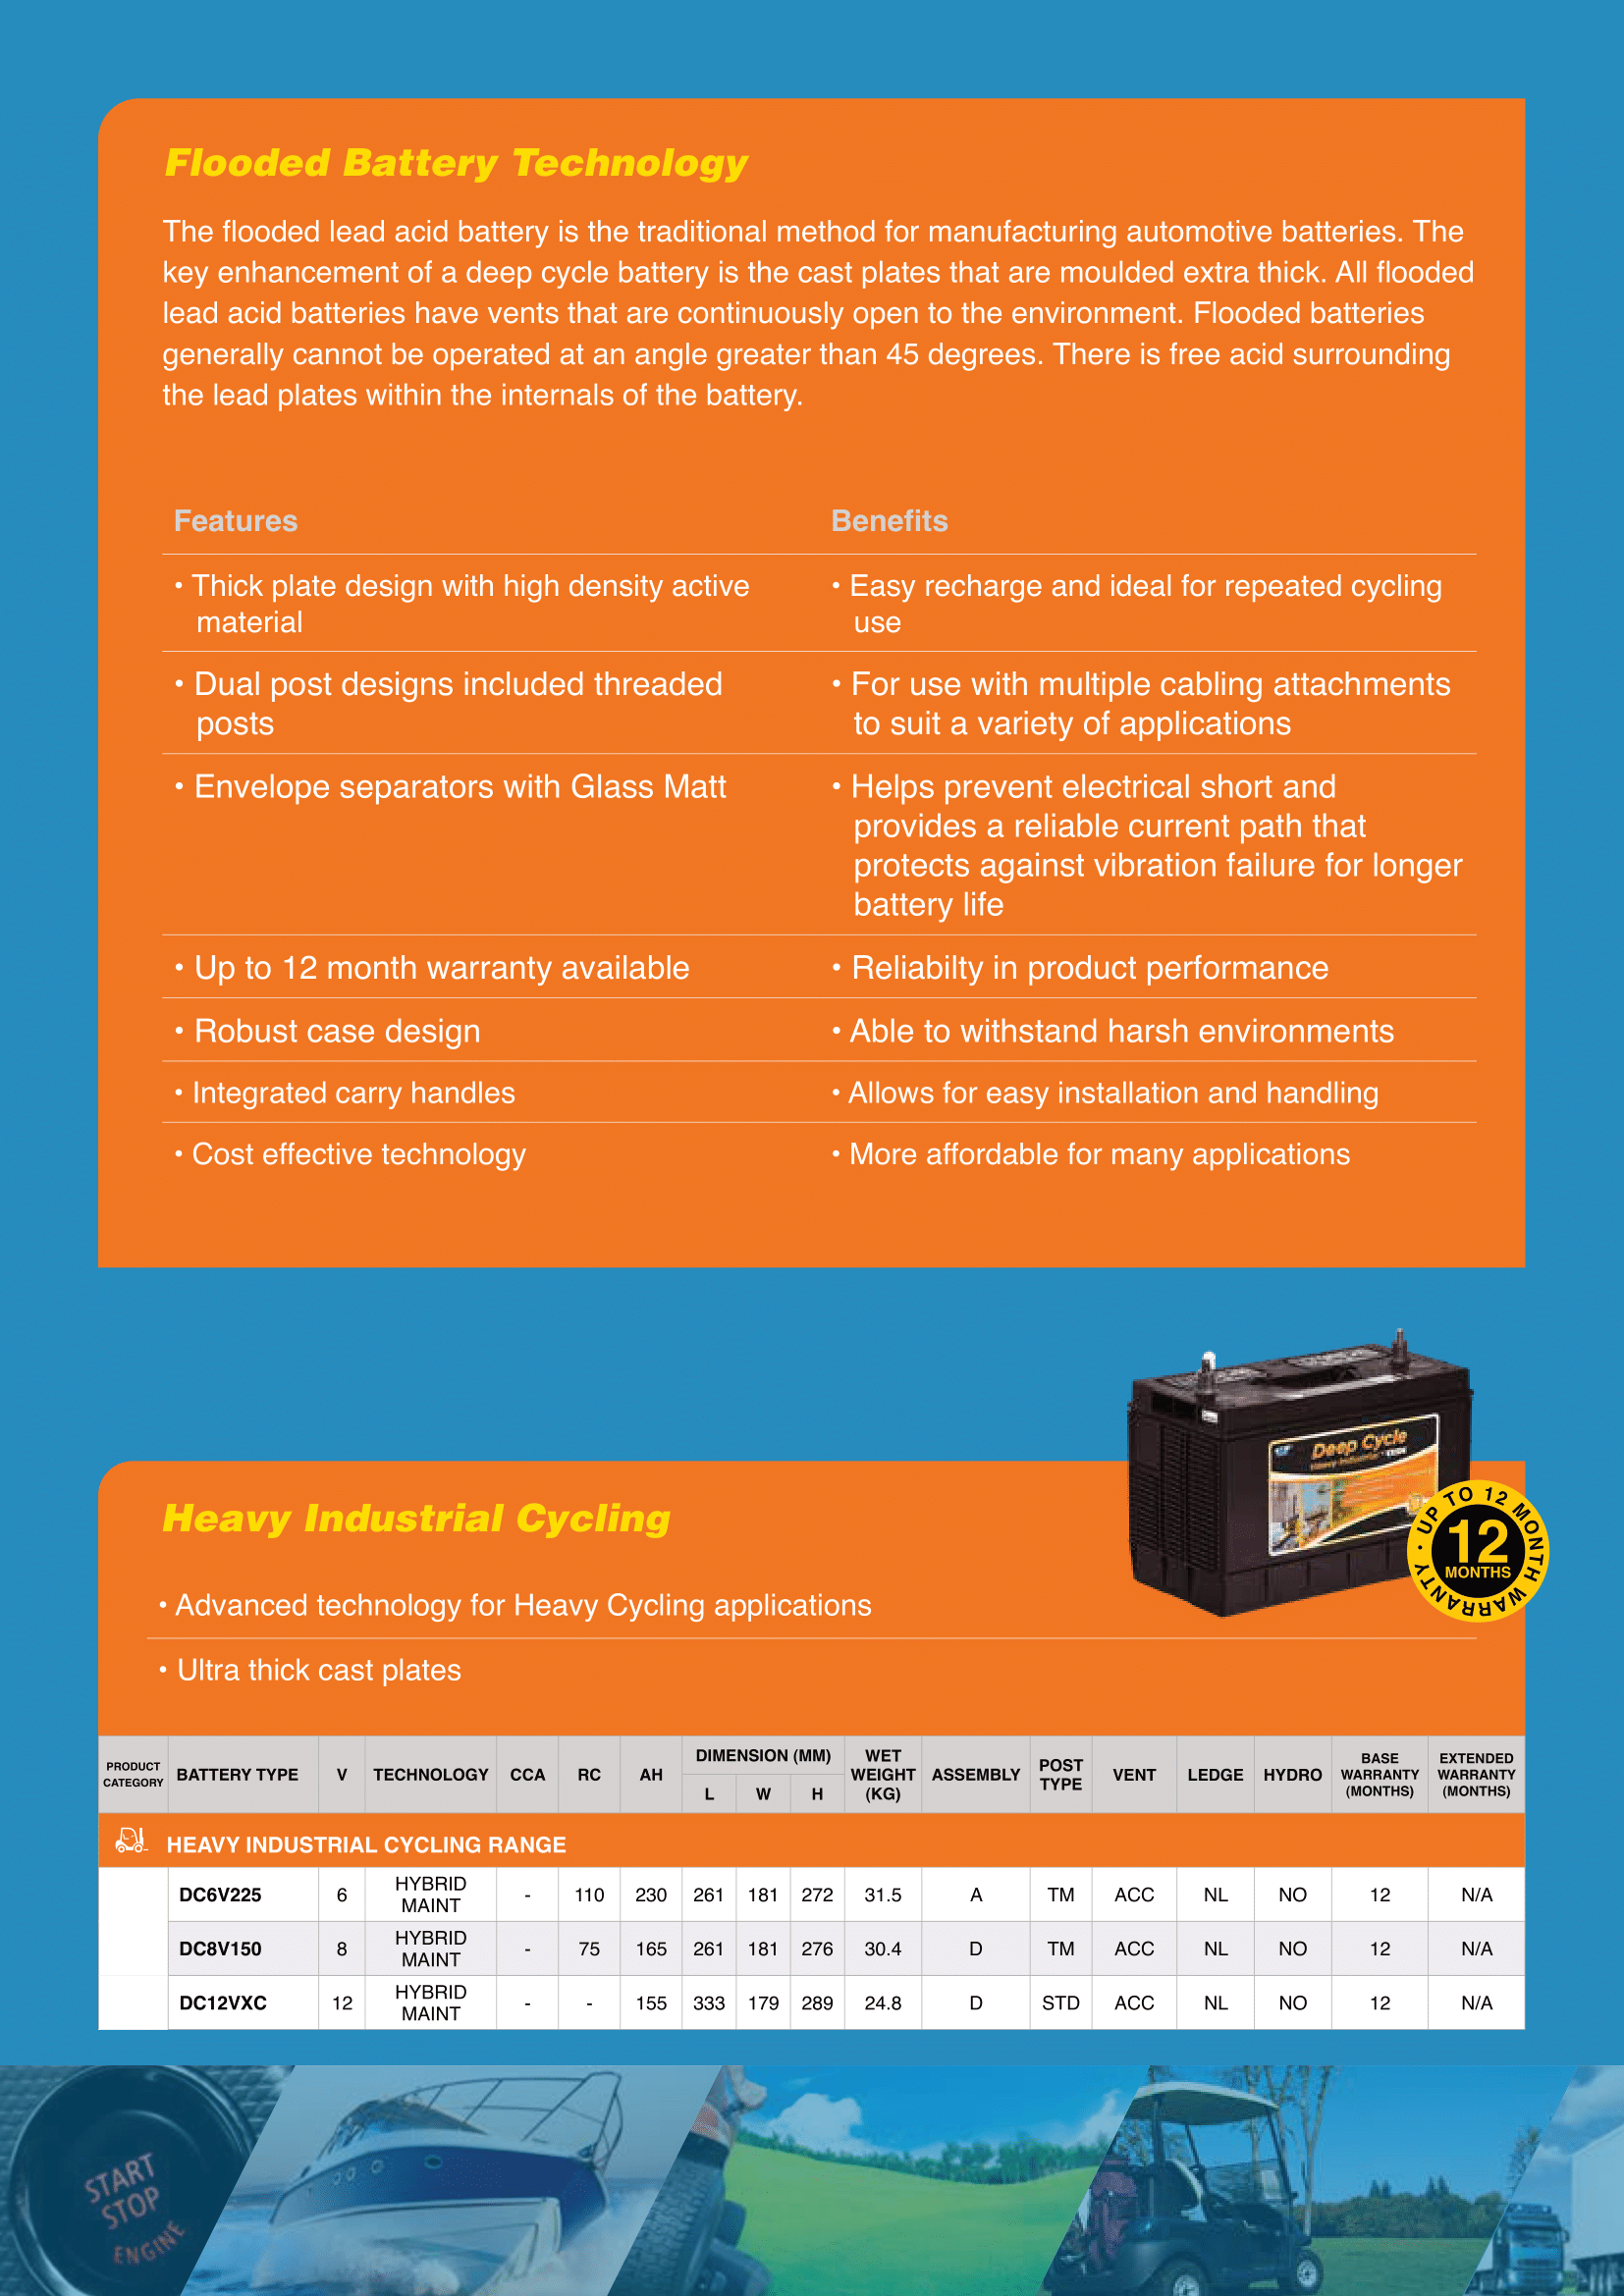 Flooded Battery Technology
The flooded lead acid battery is the traditional method for manufacturing automotive batteries. The
key enhancement of a deep cycle battery is the cast plates that are moulded extra thick. All flooded
lead acid batteries have vents that are continuously open to the environment. Flooded batteries
generally cannot be operated at an angle greater than 45 degrees. There is free acid surrounding
the lead plates within the internals of the battery.
Features Benefits
• Thick plate design with high density active
material
• Easy recharge and ideal for repeated cycling
use
• Dual post designs included threaded
posts
• For use with multiple cabling attachments
to suit a variety of applications
• Envelope separators with Glass Matt
• Helps prevent electrical short and
provides a reliable current path that
protects against vibration failure for longer
battery life
• Up to 12 month warranty available
• Reliabilty in product performance
• Robust case design
• Able to withstand harsh environments
• Integrated carry handles
• Allows for easy installation and handling
• Cost effective technology
• More affordable for many applications
Deep Cycle
Heavy Industrial
• UP TO 12 MONTH WARRANTY
12
MONTHS
Heavy Industrial Cycling
• Advanced technology for Heavy Cycling applications
• Ultra thick cast plates
PRODUCT CATEGORY BATTERY TYPE V TECHNOLOGY CCA RC AH DIMENSION (MM) L W H WET WEIGHT (KG) ASSEMBLY POST TYPE VENT LEDGE HYDRO BASE WARRANTY (MONTHS) EXTENDED WARRANTY (MONTHS)
HEAVY INDUSTRIAL CYCLING RANGE
DC6V225 6 HYBRID MAINT - 110 230 261 181 272 31.5 A TM ACC NL NO 12 N/A
DC8V150 8 HYBRID MAINT - 75 165 261 181 276 30.4 D TM ACC NL NO 12 N/A
DC12VXC 12 HYBRID MAINT - - 155 333 179 289 24.8 D STD ACC NL NO 12 N/A
START
STOP
ENGINE